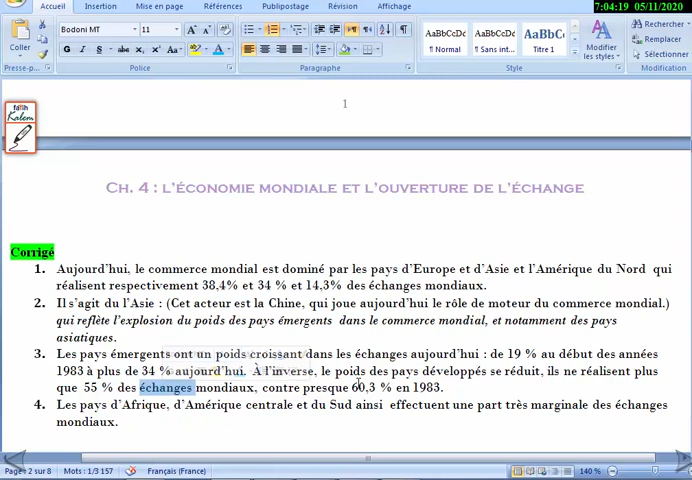 Accueil Insertion Mise en page Références Publipostage Révision Affichage
7:04:19 05/11/2020
Coller
Bodoni MT 11
G I S abc x₂ x² Aa A
AaBbCcDc AaBbCcDc AaBbC
¶ Normal ¶ Sans int... Titre 1
Modifier les styles
Rechercher
Remplacer
Sélectionner
Presse-p... Police Paragraphe Style Modification
fatih
Kalem
1
Ch. 4 : l’économie mondiale et l’ouverture de l’échange
Corrigé
1. Aujourd’hui, le commerce mondial est dominé par les pays d’Europe et d’Asie et l’Amérique du Nord qui
réalisent respectivement 38,4% et 34 % et 14,3% des échanges mondiaux.
2. Il s’agit du l’Asie : (Cet acteur est la Chine, qui joue aujourd’hui le rôle de moteur du commerce mondial.)
qui reflète l’explosion du poids des pays émergents dans le commerce mondial, et notamment des pays
asiatiques.
3. Les pays émergents ont un poids croissant dans les échanges aujourd’hui : de 19 % au début des années
1983 à plus de 34 % aujourd’hui. À l’inverse, le poids des pays développés se réduit, ils ne réalisent plus
que 55 % des échanges mondiaux, contre presque 60,3 % en 1983.
4. Les pays d’Afrique, d’Amérique centrale et du Sud ainsi effectuent une part très marginale des échanges
mondiaux.
Page : 2 sur 8 Mots : 1/3 157 Français (France) 140 %